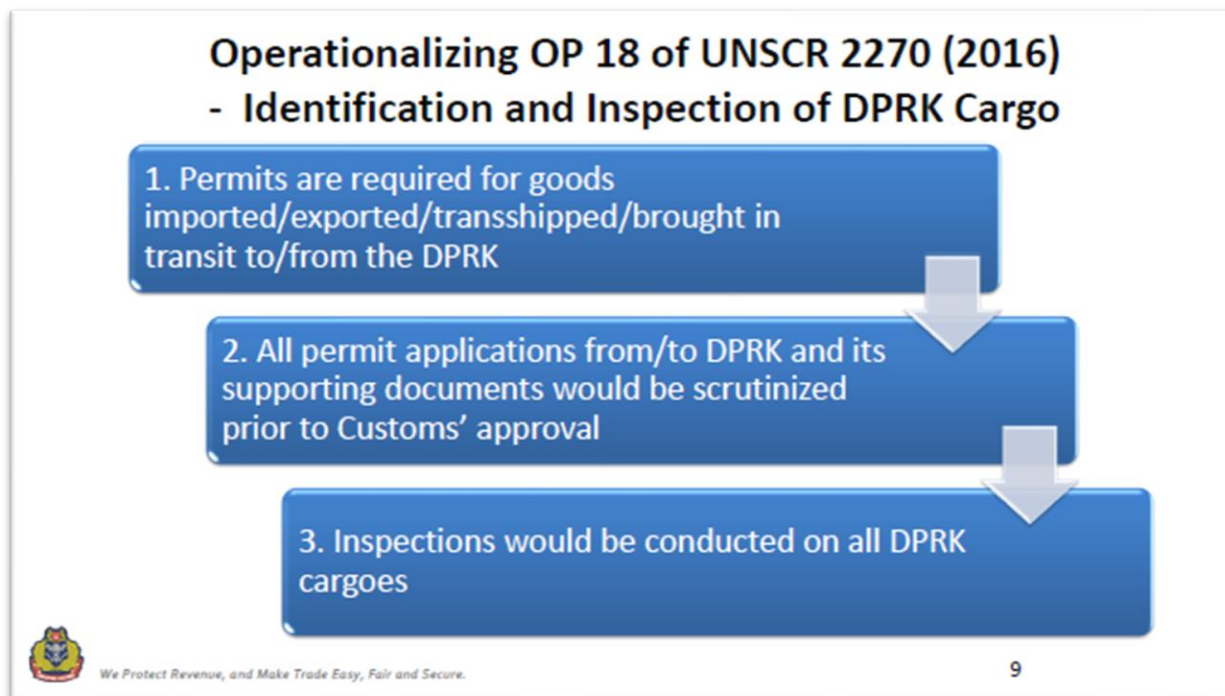 Operationalizing OP 18 of UNSCR 2270 (2016)
- Identification and Inspection of DPRK Cargo
1. Permits are required for goods
imported/exported/transshipped/brought in
transit to/from the DPRK
2. All permit applications from/to DPRK and its
supporting documents would be scrutinized
prior to Customs’ approval
3. Inspections would be conducted on all DPRK
cargoes
We Protect Revenue, and Make Trade Easy, Fair and Secure.
9